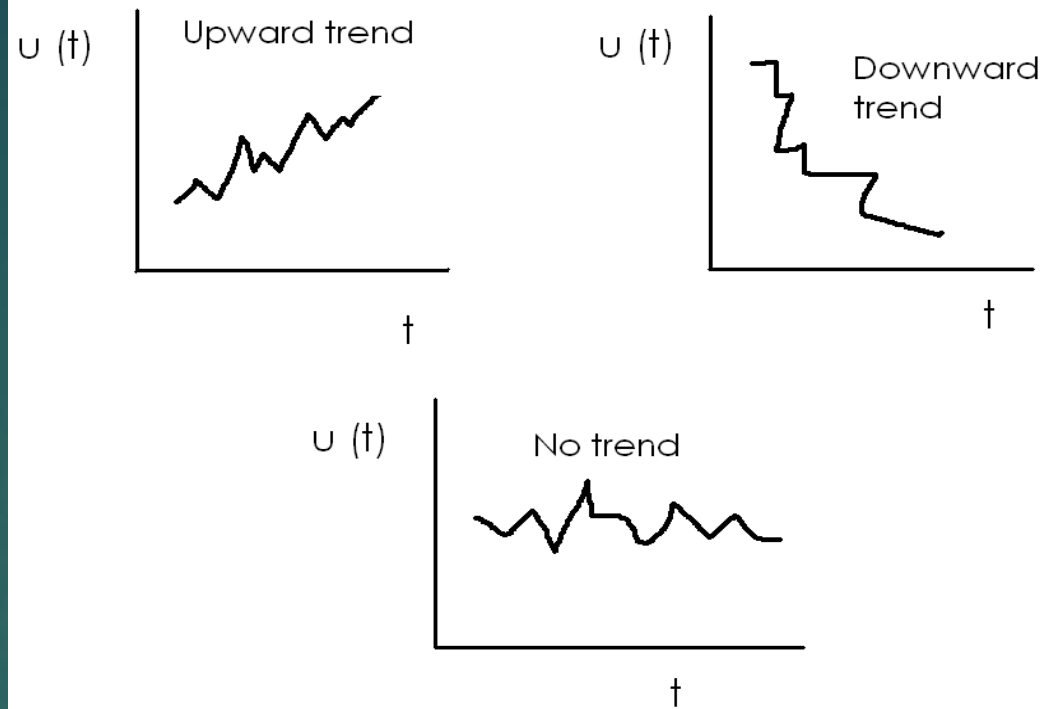 u (t)
Upward trend
t
u (t)
Downward
trend
t
u (t)
No trend
t